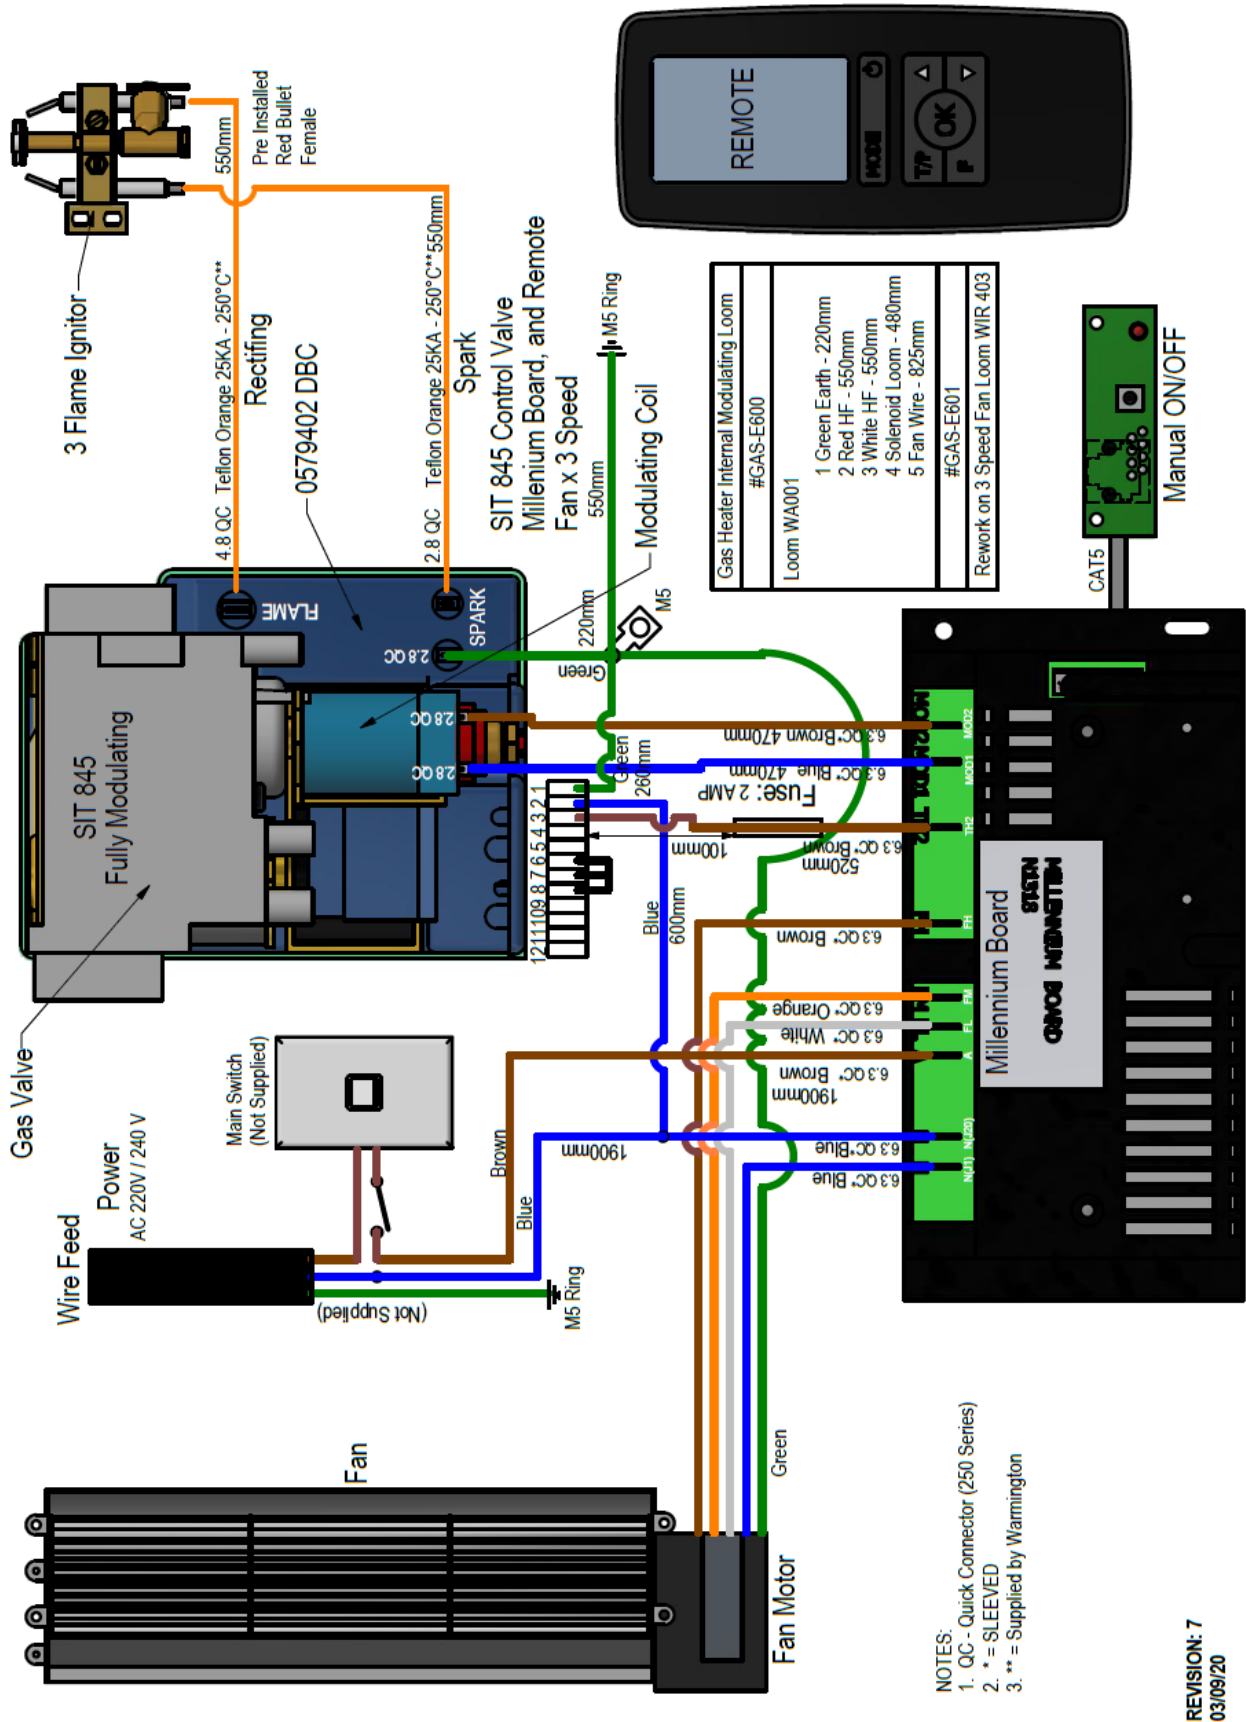 3 Flame Ignitor
Pre Installed
Red Bullet
Female
550mm
4.8 QC Teflon Orange 25KA - 250°C**
Rectifing
2.8 QC Teflon Orange 25KA - 250°C**550mm
Spark
0579402 DBC
SIT 845 Control Valve
Millenium Board, and Remote
Fan x 3 Speed
550mm
M5 Ring
Modulating Coil
REMOTE
MODE
T/P
OK
F
Gas Heater Internal Modulating Loom
#GAS-E600
Loom WA001
1 Green Earth - 220mm
2 Red HF - 550mm
3 White HF - 550mm
4 Solenoid Loom - 480mm
5 Fan Wire - 825mm
#GAS-E601
Rework on 3 Speed Fan Loom WIR 403
Manual ON/OFF
CAT5
SIT 845
Fully Modulating
FLAME
SPARK
2.8 QC
2.8 QC
2.8 QC
220mm
Green
M5
Green
260mm
12 11 10 9 8 7 6 5 4 3 2 1
Fuse: 2 AMP
100mm
6.3 QC* Brown 470mm
6.3 QC* Blue 470mm
6.3 QC* Brown
520mm
6.3 QC* Brown
6.3 QC* Orange
6.3 QC* White
6.3 QC* Brown
1900mm
6.3 QC* Blue
6.3 QC* Blue
Blue
600mm
1900mm
MOD2
MOD1
TH2
FH
FM
FL
A
N(J20)
N(J1)
Millennium Board
MILLENNIUM BOARD
N1318
Gas Valve
Main Switch
(Not Supplied)
Power
AC 220V / 240 V
Wire Feed
(Not Supplied)
Brown
Blue
M5 Ring
Fan
Fan Motor
Green
NOTES:
1. QC - Quick Connector (250 Series)
2. * = SLEEVED
3. ** = Supplied by Warmington
REVISION: 7
03/09/20